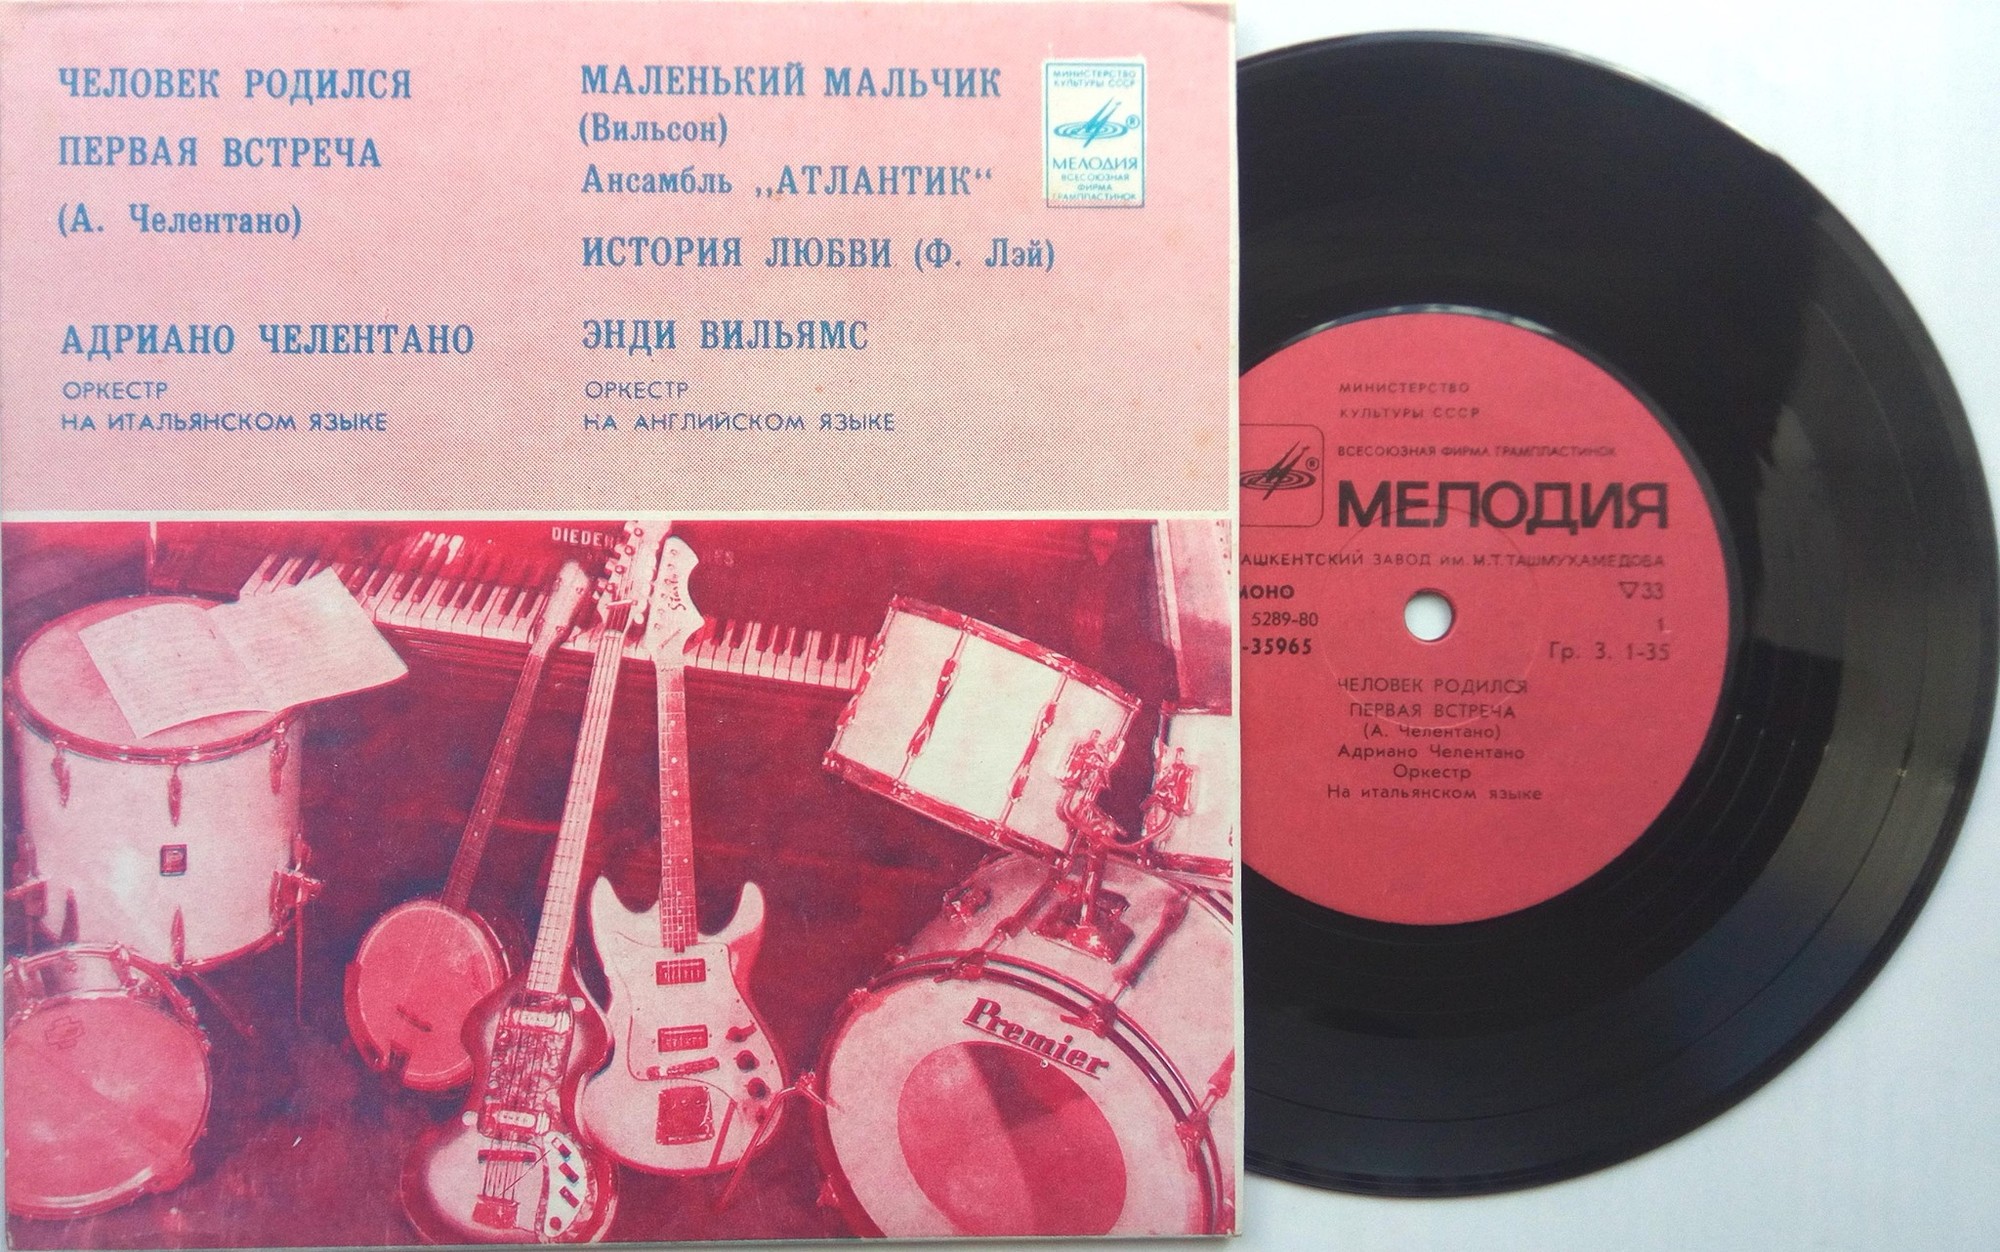 ЧЕЛОВЕК РОДИЛСЯ
ПЕРВАЯ ВСТРЕЧА
(А. Челентано)
АДРИАНО ЧЕЛЕНТАНО
ОРКЕСТР
НА ИТАЛЬЯНСКОМ ЯЗЫКЕ
МАЛЕНЬКИЙ МАЛЬЧИК
(Вильсон)
Ансамбль „АТЛАНТИК“
ИСТОРИЯ ЛЮБВИ (Ф. Лэй)
ЭНДИ ВИЛЬЯМС
ОРКЕСТР
НА АНГЛИЙСКОМ ЯЗЫКЕ
МИНИСТЕРСТВО
КУЛЬТУРЫ СССР
®
МЕЛОДИЯ
ВСЕСОЮЗНАЯ
ФИРМА
ГРАМПЛАСТИНОК
Premier
МИНИСТЕРСТВО
КУЛЬТУРЫ СССР
ВСЕСОЮЗНАЯ ФИРМА ГРАМПЛАСТИНОК
®
МЕЛОДИЯ
АШКЕНТСКИЙ ЗАВОД им. М.Т.ТАШМУХАМЕДОВА
МОНО ▽33
5289-80 1
-35965 Гр. 3. 1-35
ЧЕЛОВЕК РОДИЛСЯ
ПЕРВАЯ ВСТРЕЧА
(А. Челентано)
Адриано Челентано
Оркестр
На итальянском языке